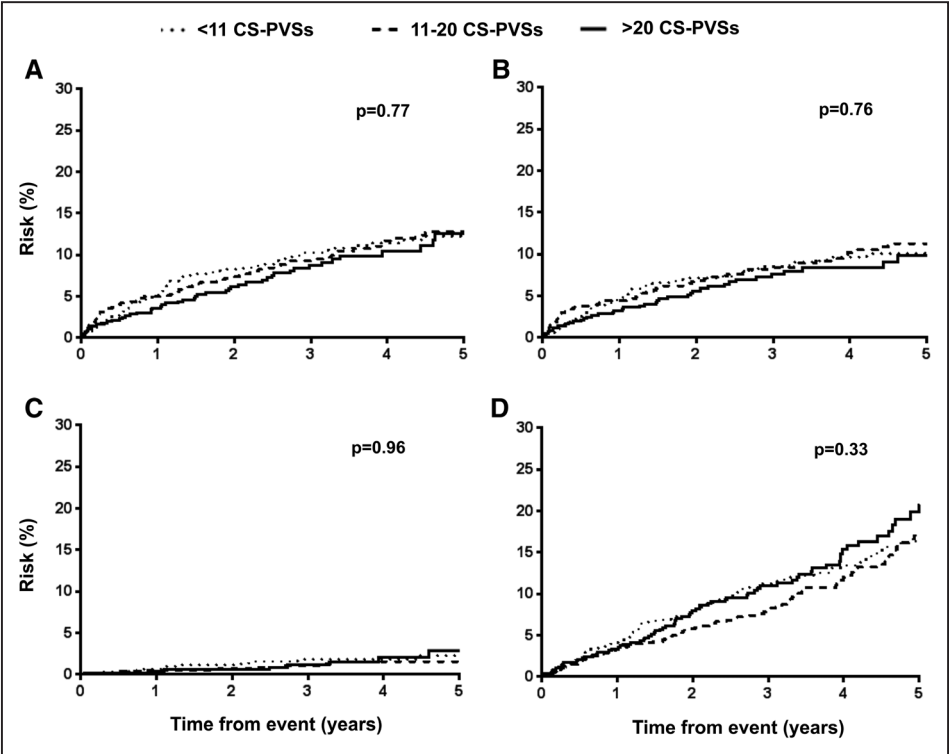 <11 CS-PVSs 11-20 CS-PVSs >20 CS-PVSs
A
B
30
25
20
15
10
5
0
Risk (%)
p=0.77
0 1 2 3 4 5
30
25
20
15
10
5
0
p=0.76
0 1 2 3 4 5
C
D
30
25
20
15
10
5
0
Risk (%)
p=0.96
0 1 2 3 4 5
Time from event (years)
30
25
20
15
10
5
0
p=0.33
0 1 2 3 4 5
Time from event (years)